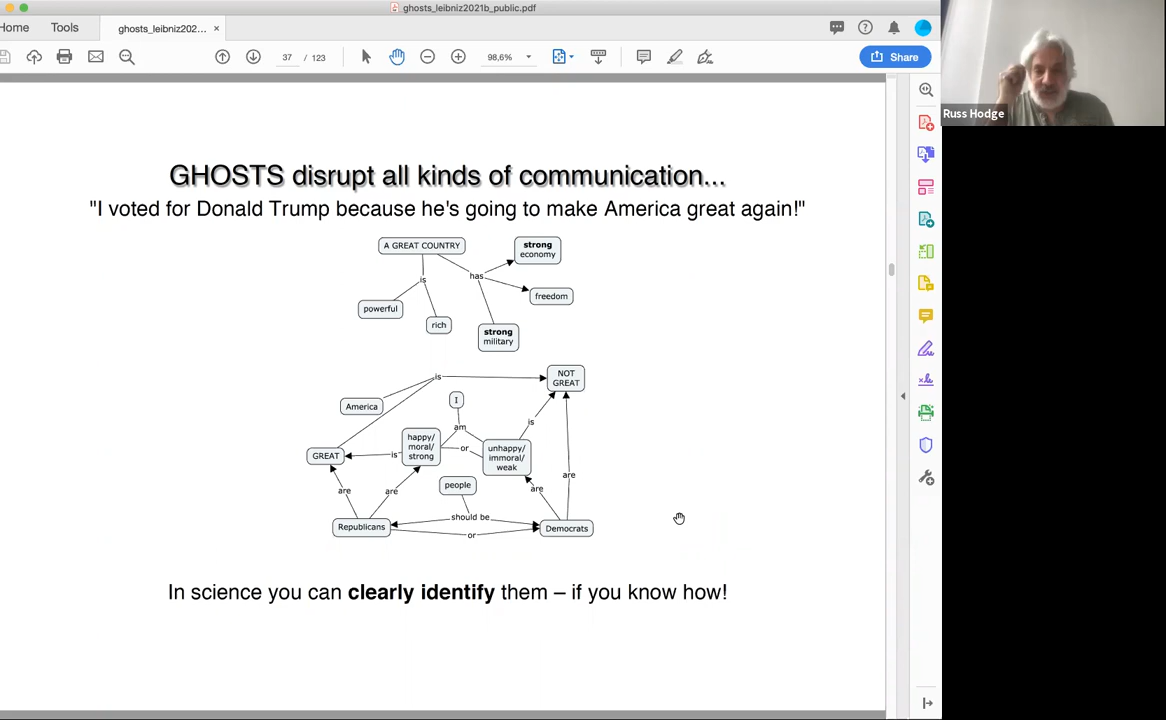 ghosts_leibniz2021b_public.pdf
Home
Tools
ghosts_leibniz202...
×
37 / 123
98,6%
Share
Russ Hodge
GHOSTS disrupt all kinds of communication...
"I voted for Donald Trump because he's going to make America great again!"
A GREAT COUNTRY
strong
economy
has
is
freedom
powerful
rich
strong
military
is
NOT
GREAT
America
I
am
is
happy/
moral/
strong
or
unhappy/
immoral/
weak
GREAT
is
are
people
are
are
are
should be
Republicans
Democrats
or
In science you can clearly identify them – if you know how!